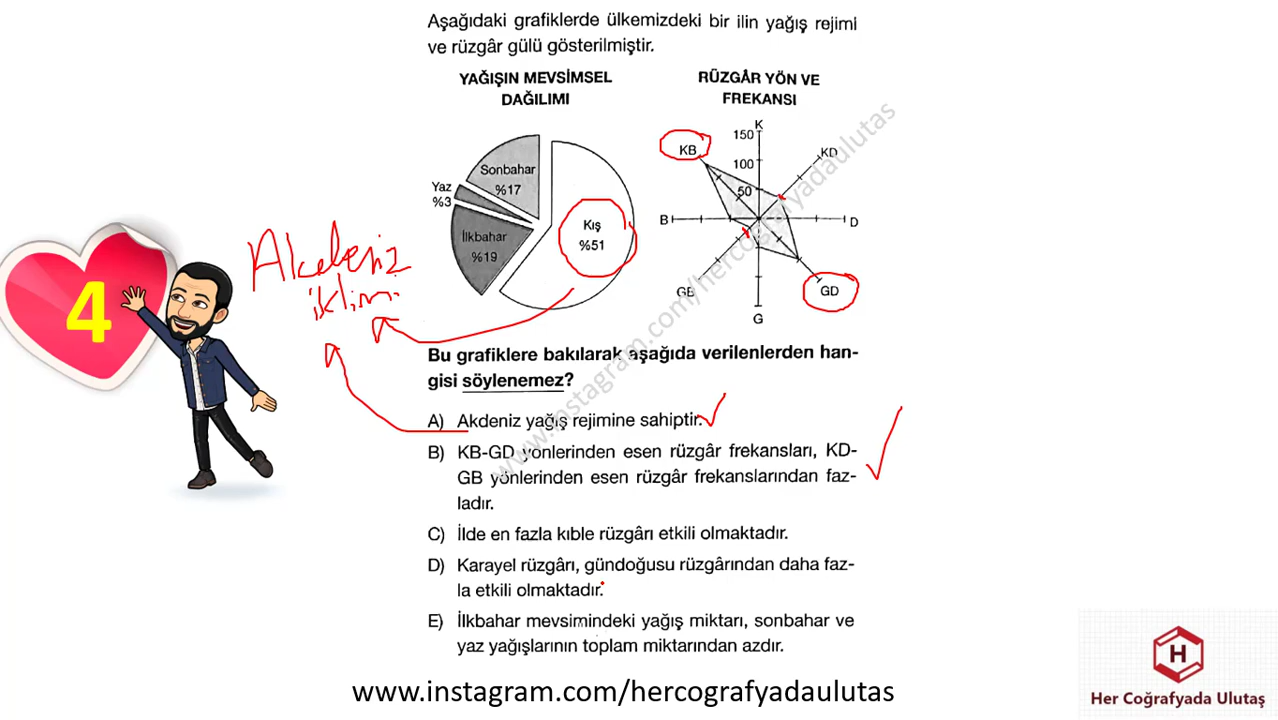 Aşağıdaki grafiklerde ülkemizdeki bir ilin yağış rejimi
ve rüzgâr gülü gösterilmiştir.
YAĞIŞIN MEVSİMSEL
DAĞILIMI
Sonbahar
%17
Yaz
%3
İlkbahar
%19
Kış
%51
RÜZGÂR YÖN VE
FREKANSI
K
150
100
50
KB
KD
B
D
GB
GD
G
4
Akdeniz
iklimi
Bu grafiklere bakılarak aşağıda verilenlerden han-
gisi söylenemez?
A) Akdeniz yağış rejimine sahiptir.
B) KB-GD yönlerinden esen rüzgâr frekansları, KD-
GB yönlerinden esen rüzgâr frekanslarından faz-
ladır.
C) İlde en fazla kıble rüzgârı etkili olmaktadır.
D) Karayel rüzgârı, gündoğusu rüzgârından daha faz-
la etkili olmaktadır.
E) İlkbahar mevsimindeki yağış miktarı, sonbahar ve
yaz yağışlarının toplam miktarından azdır.
www.instagram.com/hercografyadaulutas
www.instagram.com/hercografyadaulutas
H
Her Coğrafyada Ulutaş